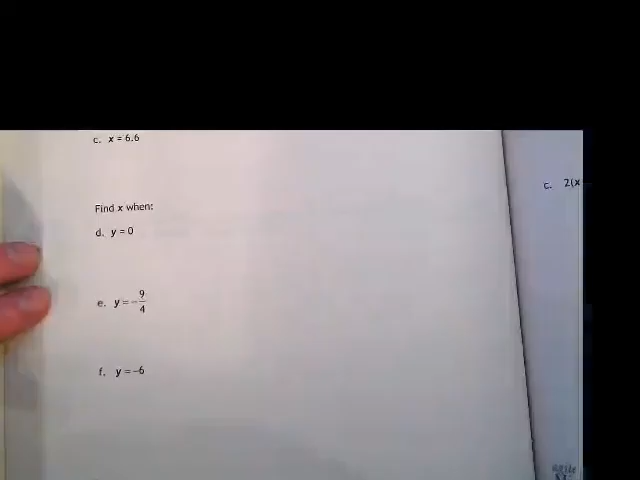 c. x = 6.6
Find x when:
d. y = 0
e. y = -9/4
f. y = -6
c. 2(x